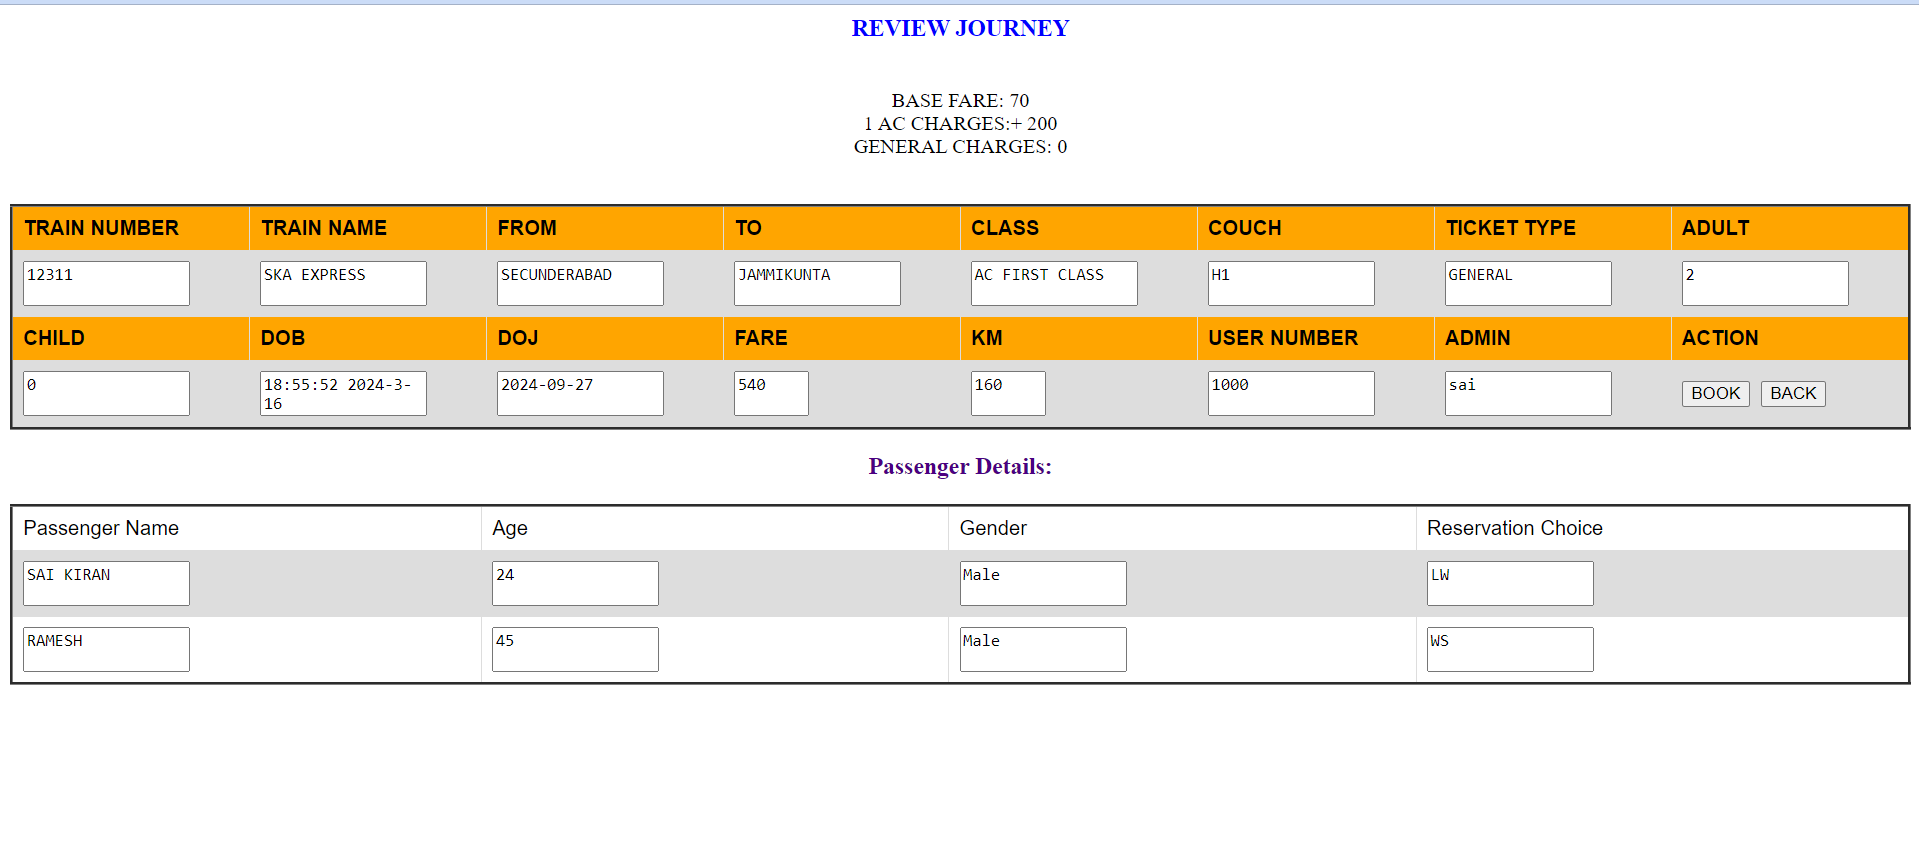 REVIEW JOURNEY
BASE FARE: 70
1 AC CHARGES:+ 200
GENERAL CHARGES: 0
TRAIN NUMBER TRAIN NAME FROM TO CLASS COUCH TICKET TYPE ADULT
12311 SKA EXPRESS SECUNDERABAD JAMMIKUNTA AC FIRST CLASS H1 GENERAL 2
CHILD DOB DOJ FARE KM USER NUMBER ADMIN ACTION
0 18:55:52 2024-3- 2024-09-27 540 160 1000 sai BOOK BACK
16
Passenger Details:
Passenger Name Age Gender Reservation Choice
SAI KIRAN 24 Male LW
RAMESH 45 Male WS